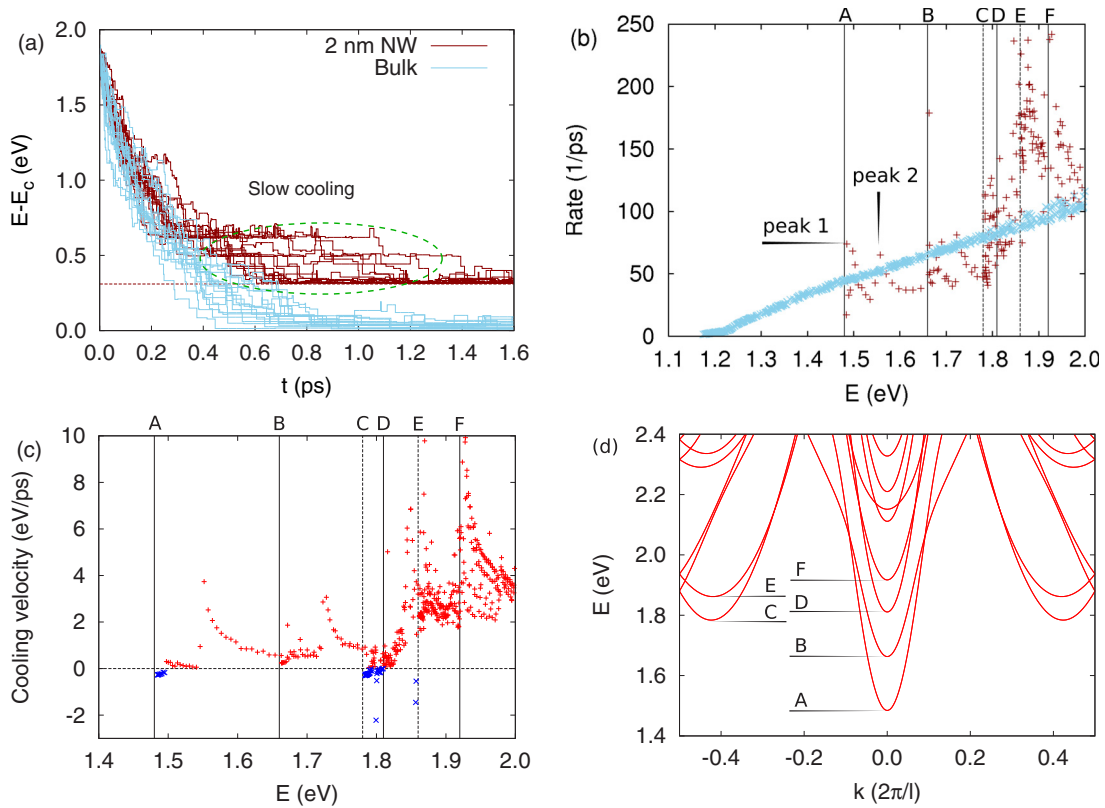 (a)
2.0
1.5
1.0
0.5
0.0
E-E_c (eV)
2 nm NW
Bulk
Slow cooling
0.0 0.2 0.4 0.6 0.8 1.0 1.2 1.4 1.6
t (ps)
(b)
A B C D E F
250
200
150
100
50
0
Rate (1/ps)
peak 1
peak 2
1.1 1.2 1.3 1.4 1.5 1.6 1.7 1.8 1.9 2.0
E (eV)
(c)
A B C D E F
10
8
6
4
2
0
-2
Cooling velocity (eV/ps)
1.4 1.5 1.6 1.7 1.8 1.9 2.0
E (eV)
(d)
2.4
2.2
2.0
1.8
1.6
1.4
E (eV)
F
E
D
C
B
A
-0.4 -0.2 0.0 0.2 0.4
k (2π/l)